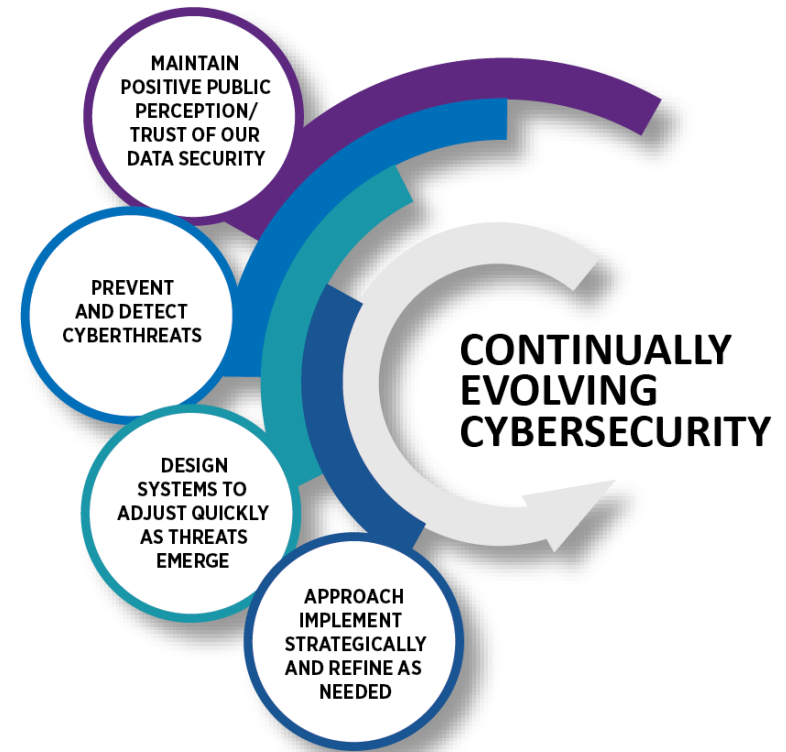 MAINTAIN
POSITIVE PUBLIC
PERCEPTION/
TRUST OF OUR
DATA SECURITY
PREVENT
AND DETECT
CYBERTHREATS
DESIGN
SYSTEMS TO
ADJUST QUICKLY
AS THREATS
EMERGE
APPROACH
IMPLEMENT
STRATEGICALLY
AND REFINE AS
NEEDED
CONTINUALLY
EVOLVING
CYBERSECURITY